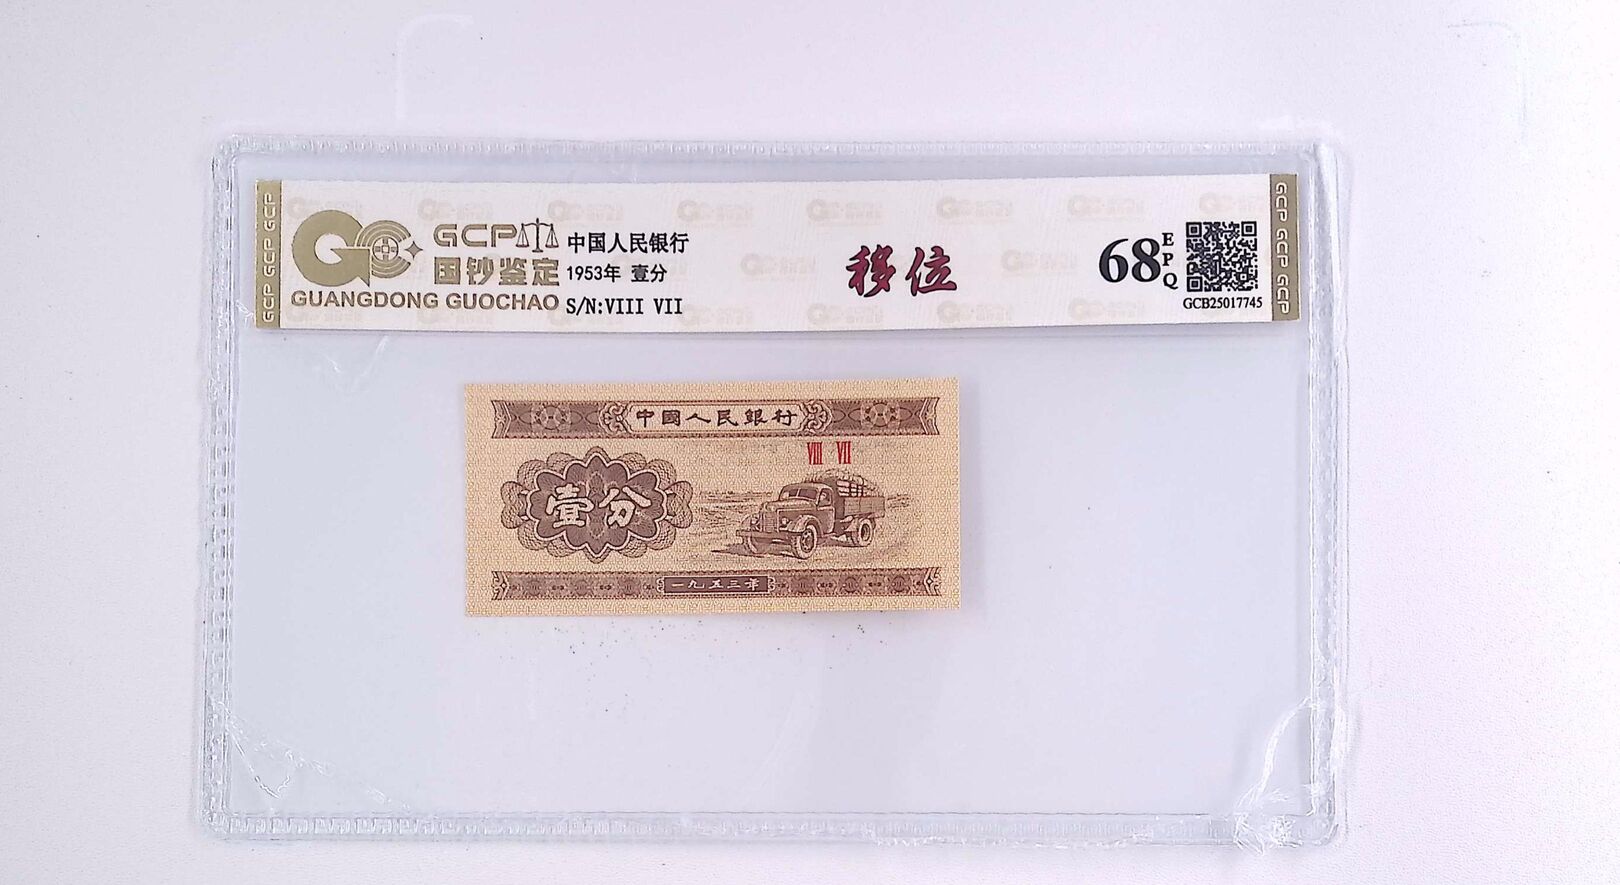 GCP GCP GCP
GCP
国钞鉴定
GUANGDONG GUOCHAO
中国人民银行
1953年 壹分
S/N:VIII VII
移位
68
EPQ
GCB25017745
GCP GCP GCP
中國人民銀行
VIII VII
壹分
一九五三年